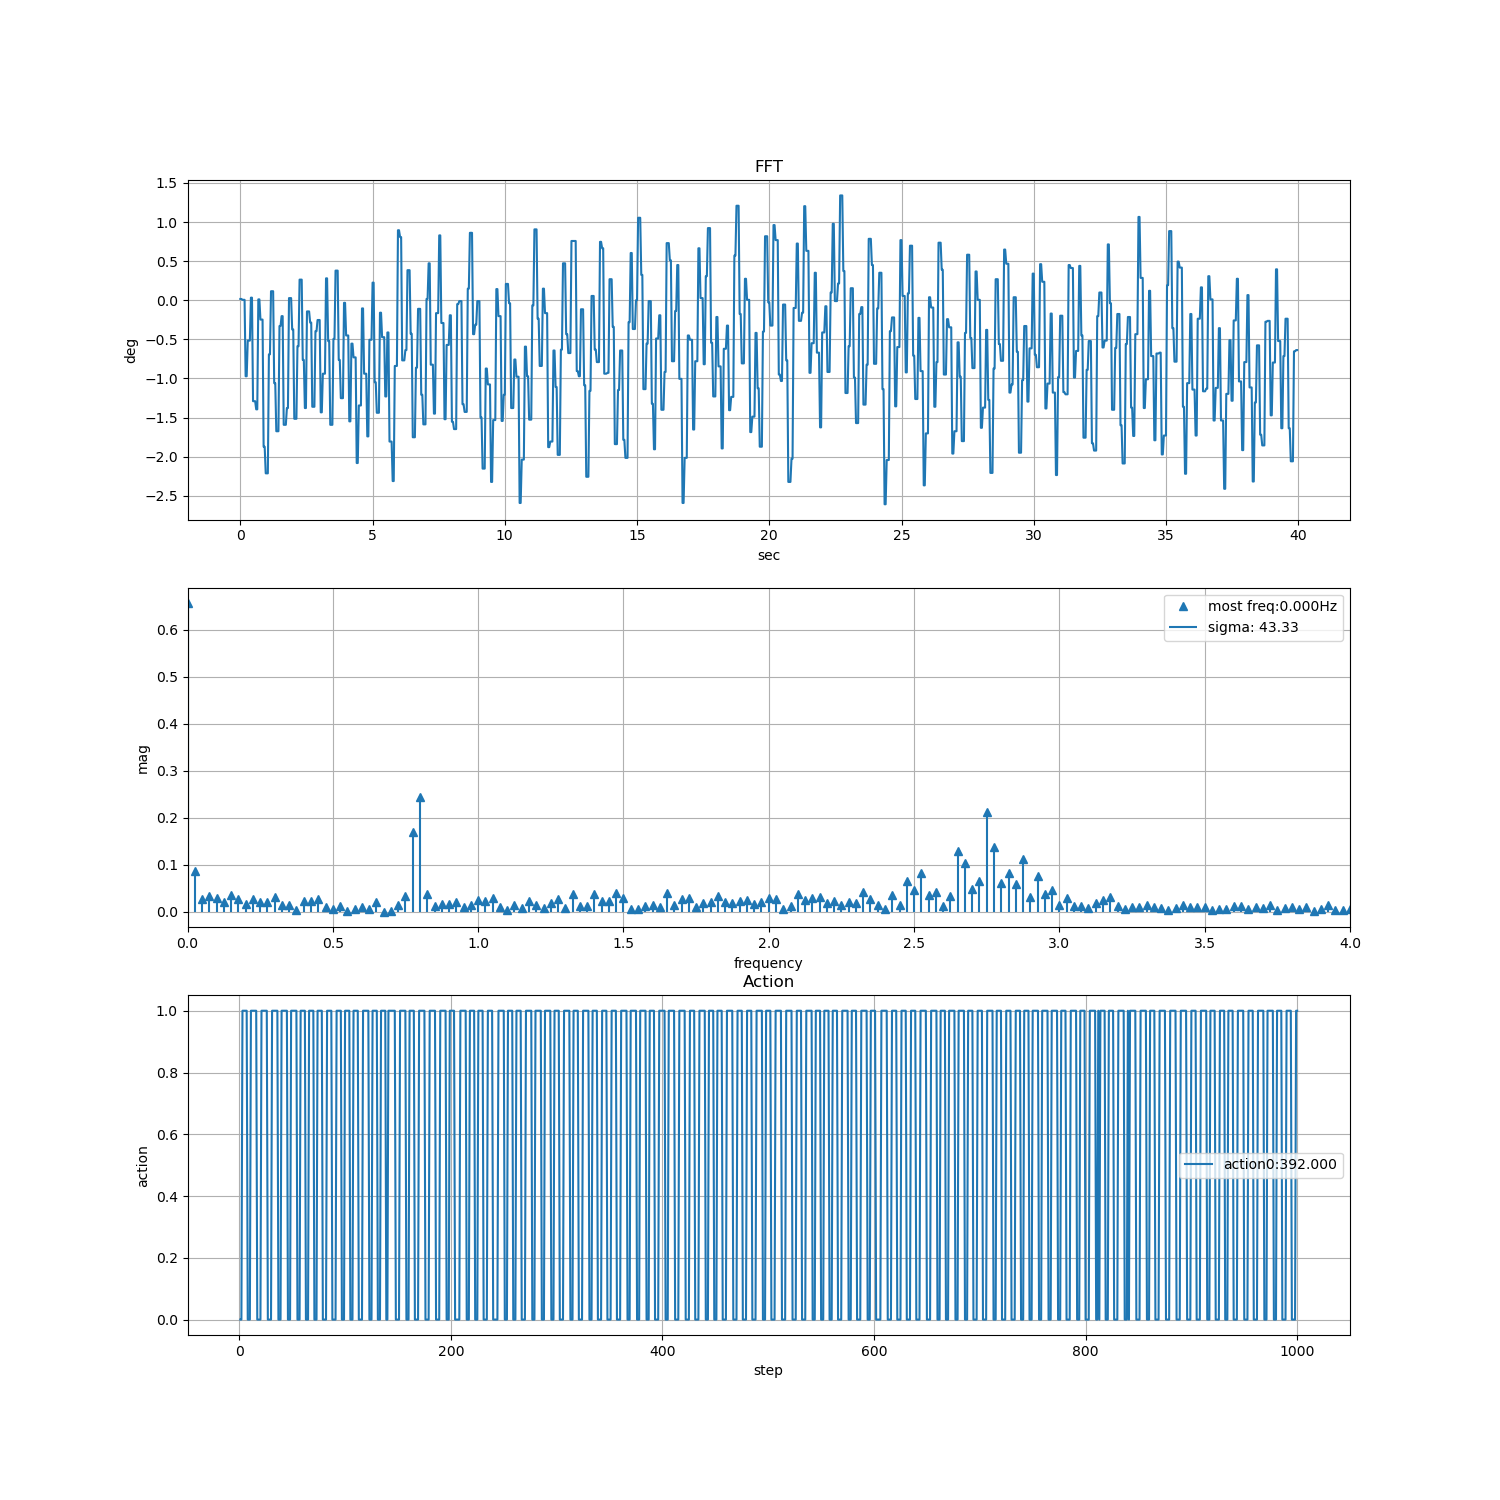 FFT
1.5
1.0
0.5
0.0
−0.5
−1.0
−1.5
−2.0
−2.5
deg
0 5 10 15 20 25 30 35 40
sec
most freq:0.000Hz
sigma: 43.33
0.6
0.5
0.4
0.3
0.2
0.1
0.0
mag
0.0 0.5 1.0 1.5 2.0 2.5 3.0 3.5 4.0
frequency
Action
1.0
0.8
0.6
0.4
0.2
0.0
action
action0:392.000
0 200 400 600 800 1000
step